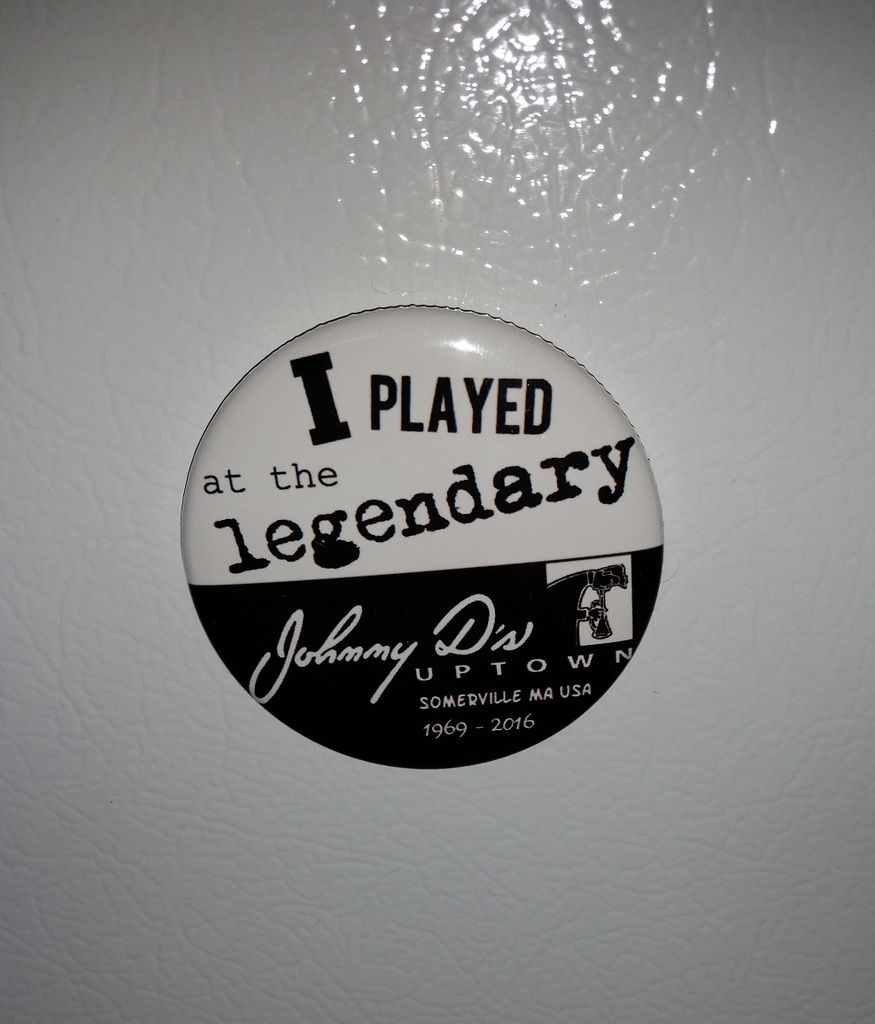 I PLAYED
at the
legendary
Johnny D's
UPTOWN
SOMERVILLE MA USA
1969 - 2016